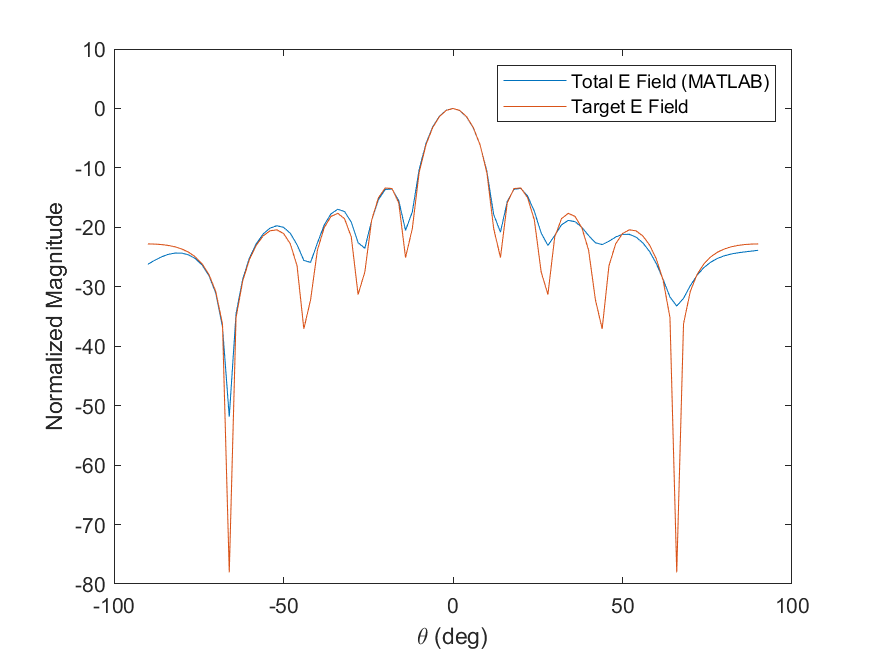 10
0
-10
-20
-30
-40
-50
-60
-70
-80
Normalized Magnitude
Total E Field (MATLAB)
Target E Field
-100 -50 0 50 100
θ (deg)